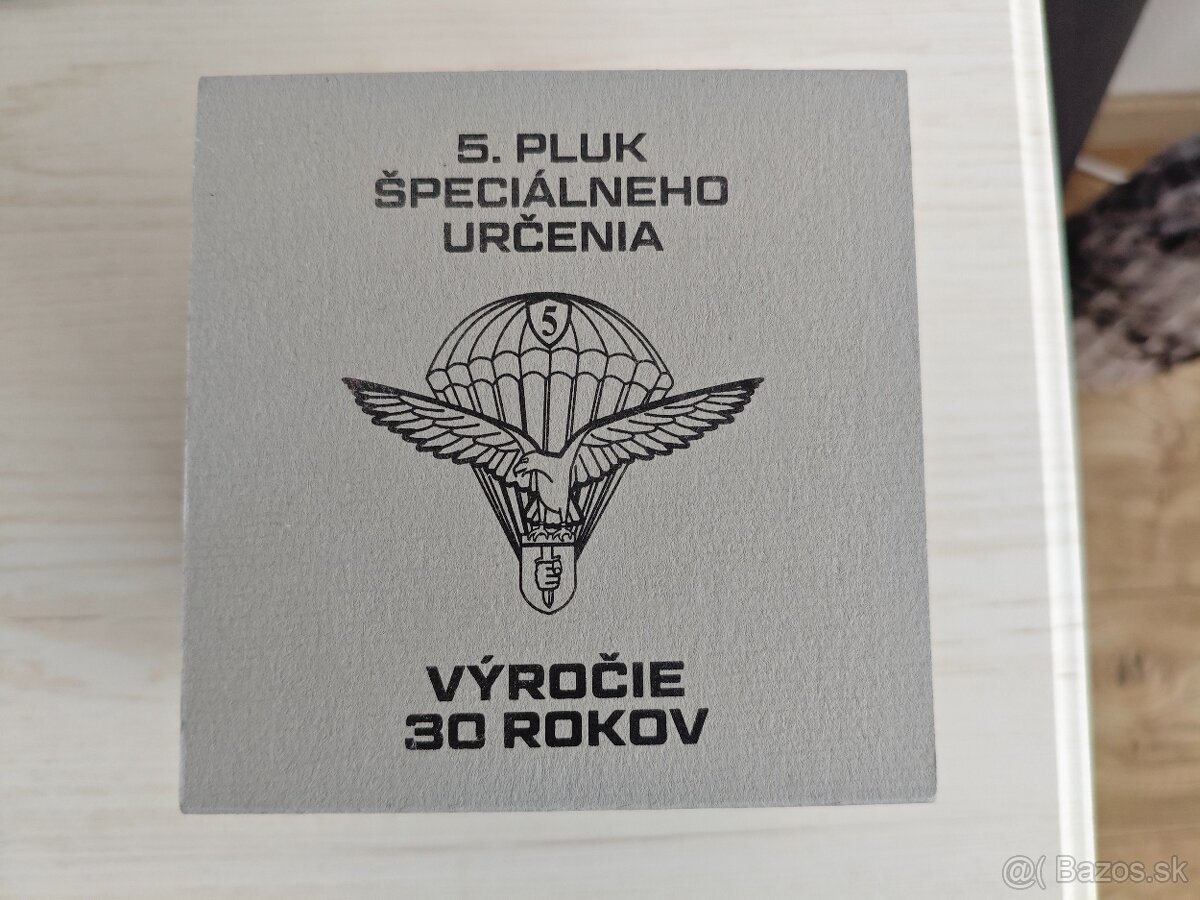 5. PLUK
ŠPECIÁLNEHO
URČENIA
5
VÝROČIE
30 ROKOV
@( Bazos.sk